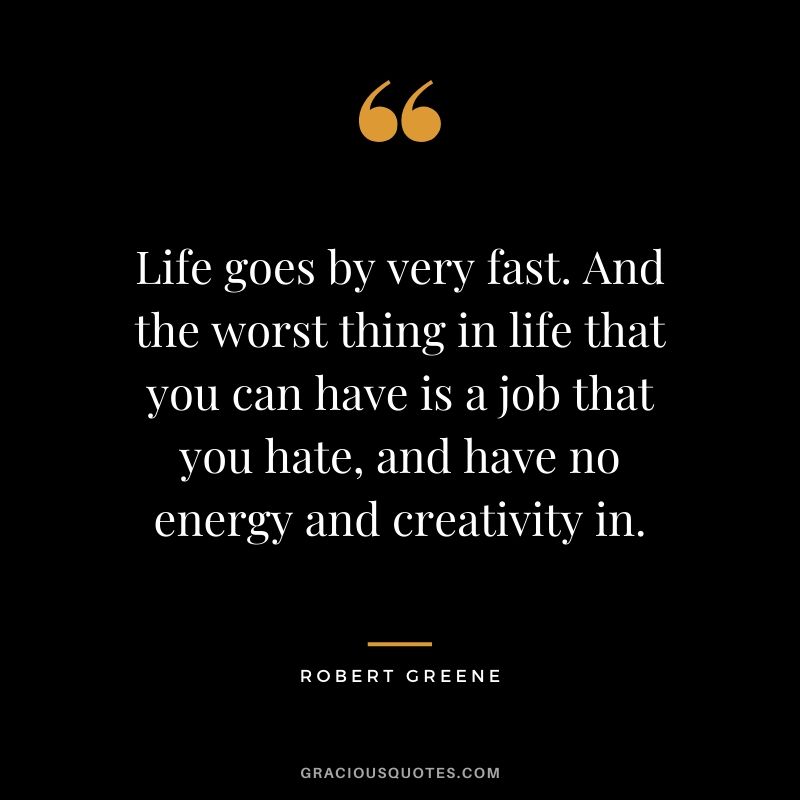 “
Life goes by very fast. And
the worst thing in life that
you can have is a job that
you hate, and have no
energy and creativity in.
ROBERT GREENE
GRACIOUSQUOTES.COM